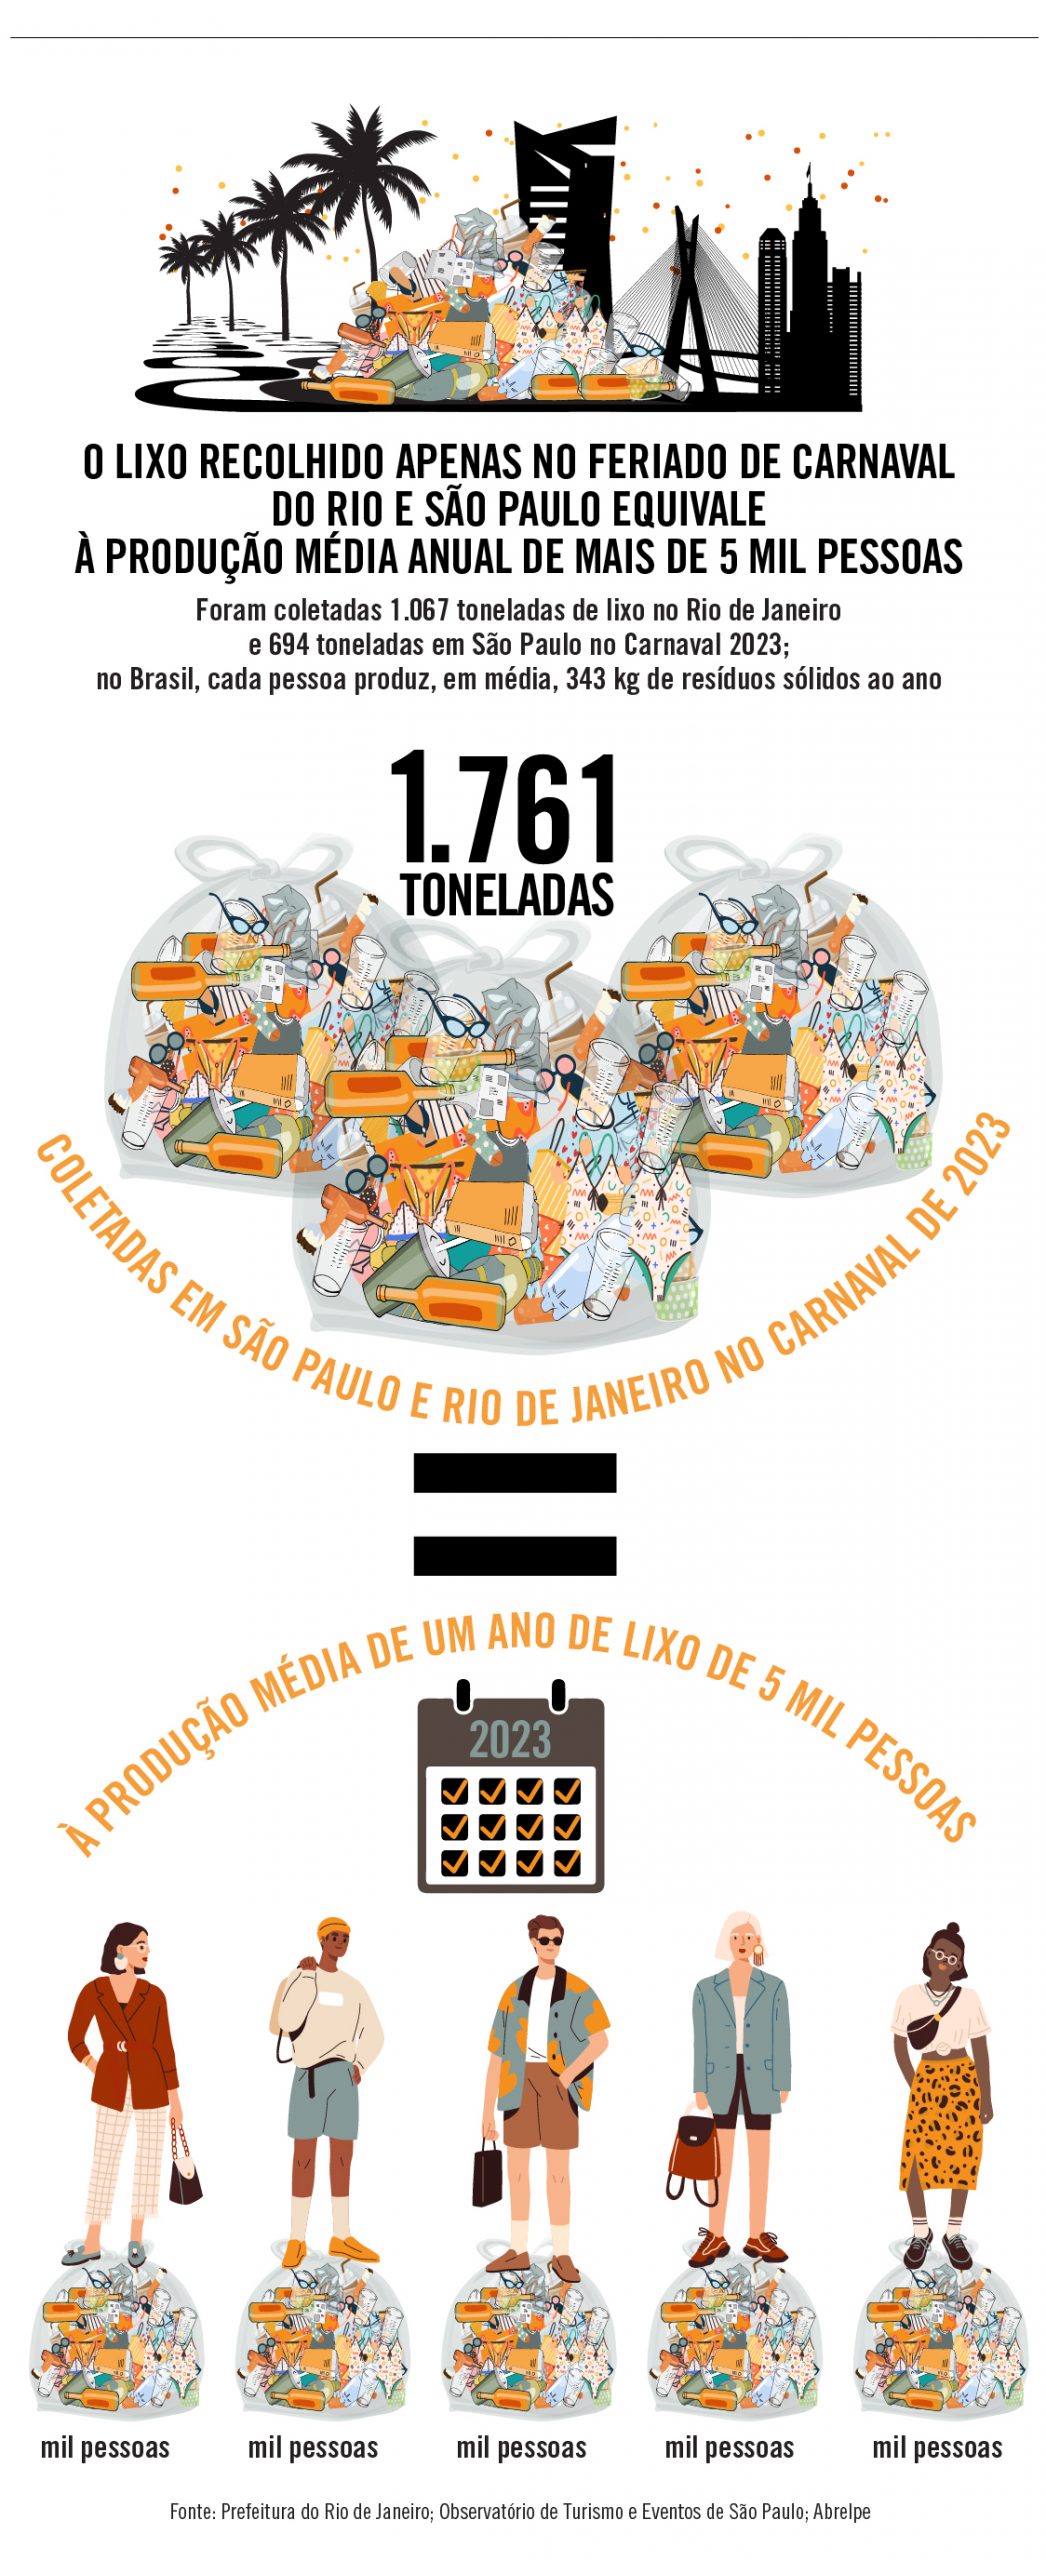 O LIXO RECOLHIDO APENAS NO FERIADO DE CARNAVAL
DO RIO E SÃO PAULO EQUIVALE
À PRODUÇÃO MÉDIA ANUAL DE MAIS DE 5 MIL PESSOAS
Foram coletadas 1.067 toneladas de lixo no Rio de Janeiro
e 694 toneladas em São Paulo no Carnaval 2023;
no Brasil, cada pessoa produz, em média, 343 kg de resíduos sólidos ao ano
1.761
TONELADAS
COLETADAS EM SÃO PAULO E RIO DE JANEIRO NO CARNAVAL DE 2023
À PRODUÇÃO MÉDIA DE UM ANO DE LIXO DE 5 MIL PESSOAS
2023
mil pessoas mil pessoas mil pessoas mil pessoas mil pessoas
Fonte: Prefeitura do Rio de Janeiro; Observatório de Turismo e Eventos de São Paulo; Abrelpe